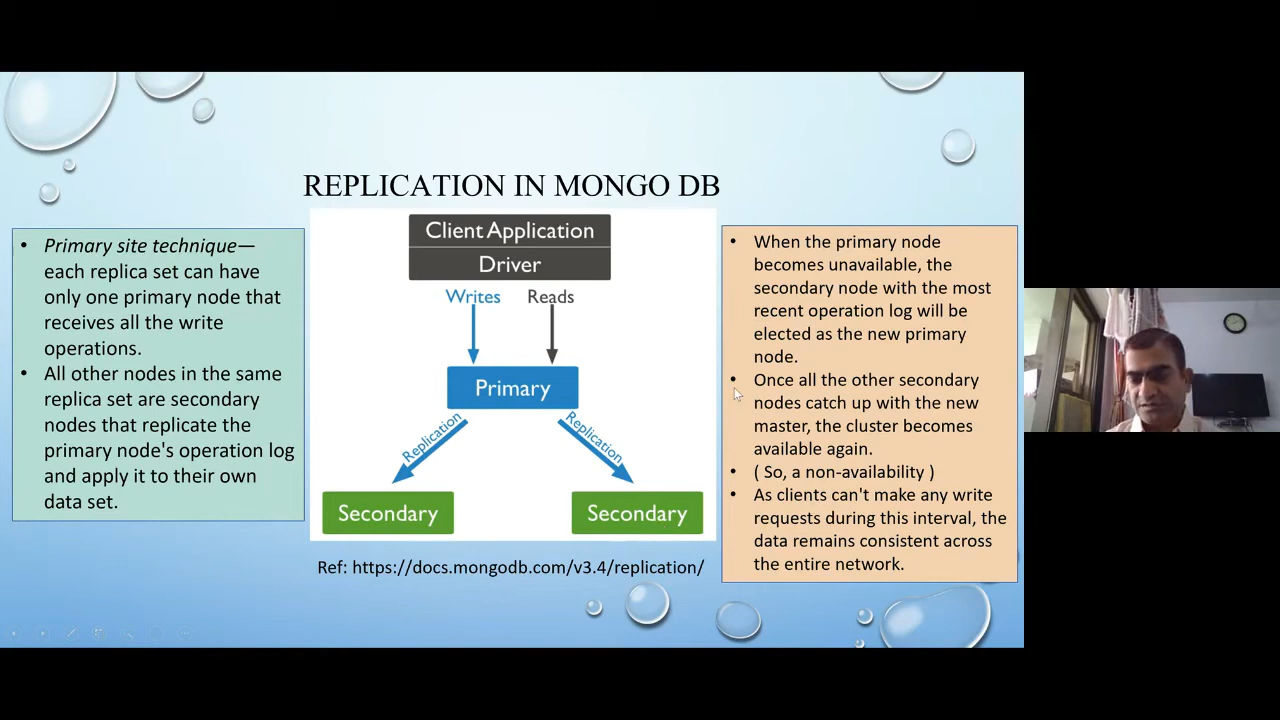 REPLICATION IN MONGO DB
• Primary site technique—
each replica set can have
only one primary node that
receives all the write
operations.
• All other nodes in the same
replica set are secondary
nodes that replicate the
primary node's operation log
and apply it to their own
data set.
Client Application
Driver
Writes Reads
Primary
Replication Replication
Secondary Secondary
Ref: https://docs.mongodb.com/v3.4/replication/
• When the primary node
becomes unavailable, the
secondary node with the most
recent operation log will be
elected as the new primary
node.
• Once all the other secondary
nodes catch up with the new
master, the cluster becomes
available again.
• ( So, a non-availability )
• As clients can't make any write
requests during this interval, the
data remains consistent across
the entire network.